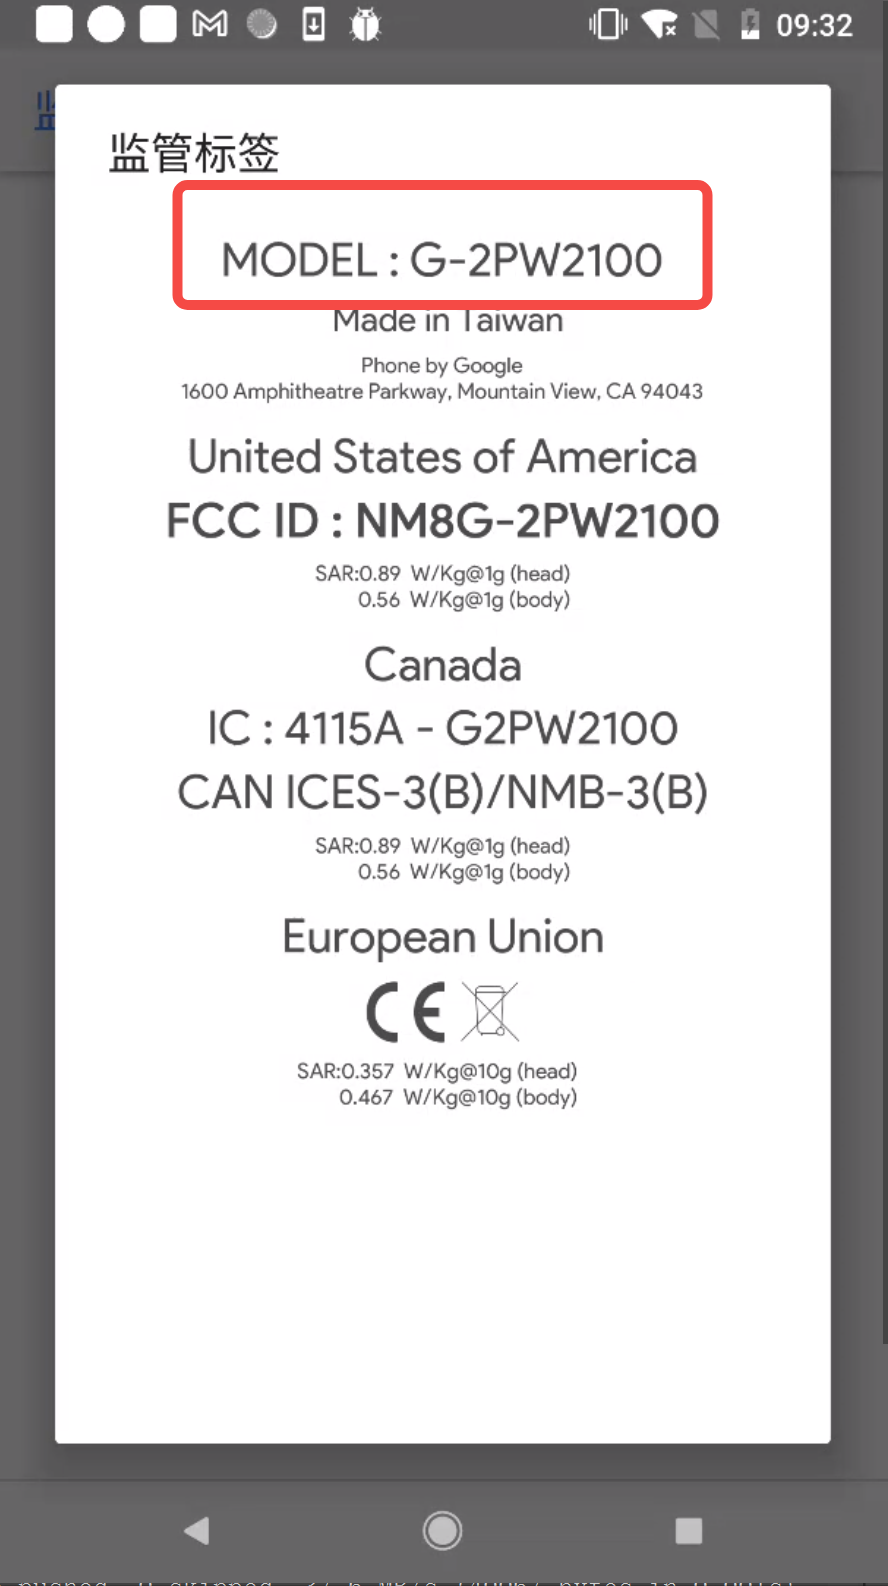 09:32
监管标签
MODEL : G-2PW2100
Made in Taiwan
Phone by Google
1600 Amphitheatre Parkway, Mountain View, CA 94043
United States of America
FCC ID : NM8G-2PW2100
SAR:0.89 W/Kg@1g (head)
0.56 W/Kg@1g (body)
Canada
IC : 4115A - G2PW2100
CAN ICES-3(B)/NMB-3(B)
SAR:0.89 W/Kg@1g (head)
0.56 W/Kg@1g (body)
European Union
CE
SAR:0.357 W/Kg@10g (head)
0.467 W/Kg@10g (body)